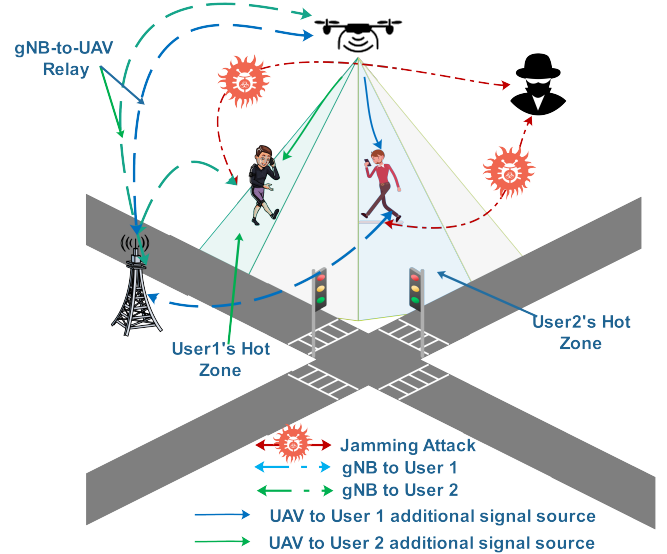 gNB-to-UAV
Relay
User1's Hot
Zone
User2's Hot
Zone
Jamming Attack
gNB to User 1
gNB to User 2
UAV to User 1 additional signal source
UAV to User 2 additional signal source